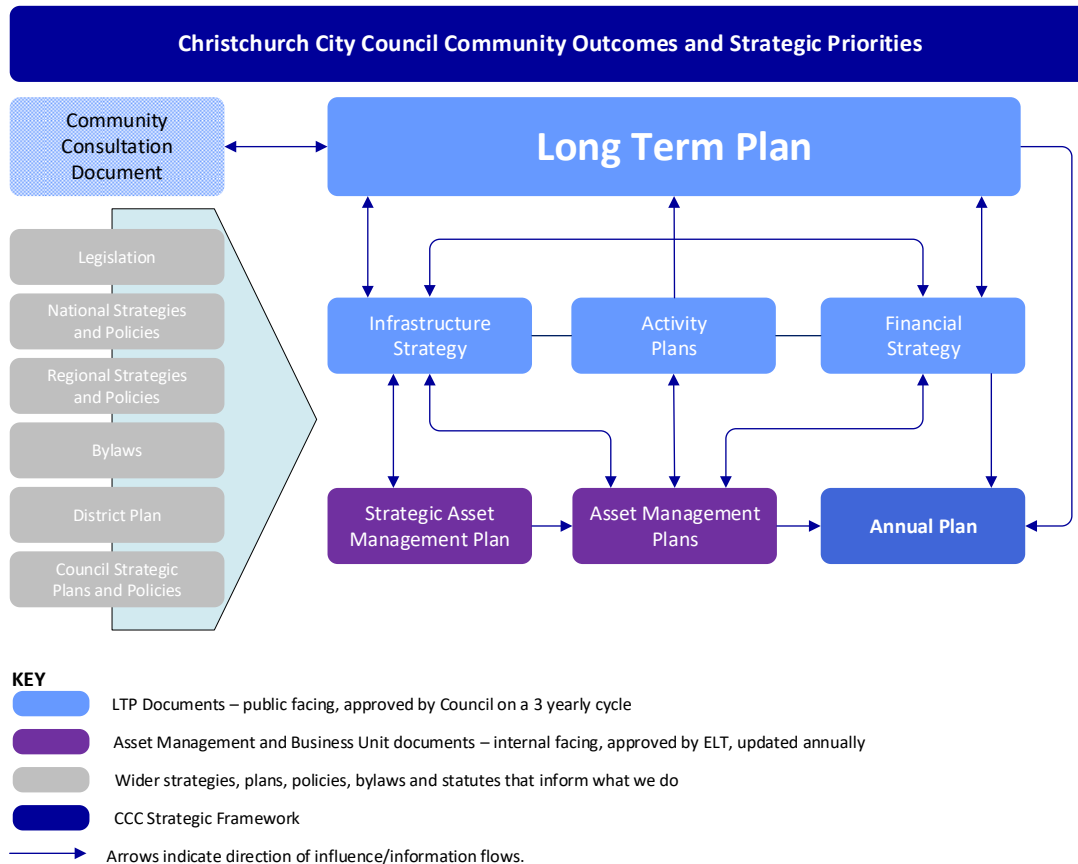 Christchurch City Council Community Outcomes and Strategic Priorities
Community
Consultation
Document
Long Term Plan
Legislation
National Strategies
and Policies
Regional Strategies
and Policies
Bylaws
District Plan
Council Strategic
Plans and Policies
Infrastructure
Strategy
Activity
Plans
Financial
Strategy
Strategic Asset
Management Plan
Asset Management
Plans
Annual Plan
KEY
LTP Documents – public facing, approved by Council on a 3 yearly cycle
Asset Management and Business Unit documents – internal facing, approved by ELT, updated annually
Wider strategies, plans, policies, bylaws and statutes that inform what we do
CCC Strategic Framework
Arrows indicate direction of influence/information flows.